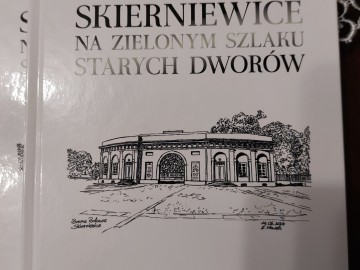 SKIERNIEWICE
NA ZIELONYM SZLAKU
STARYCH DWORÓW